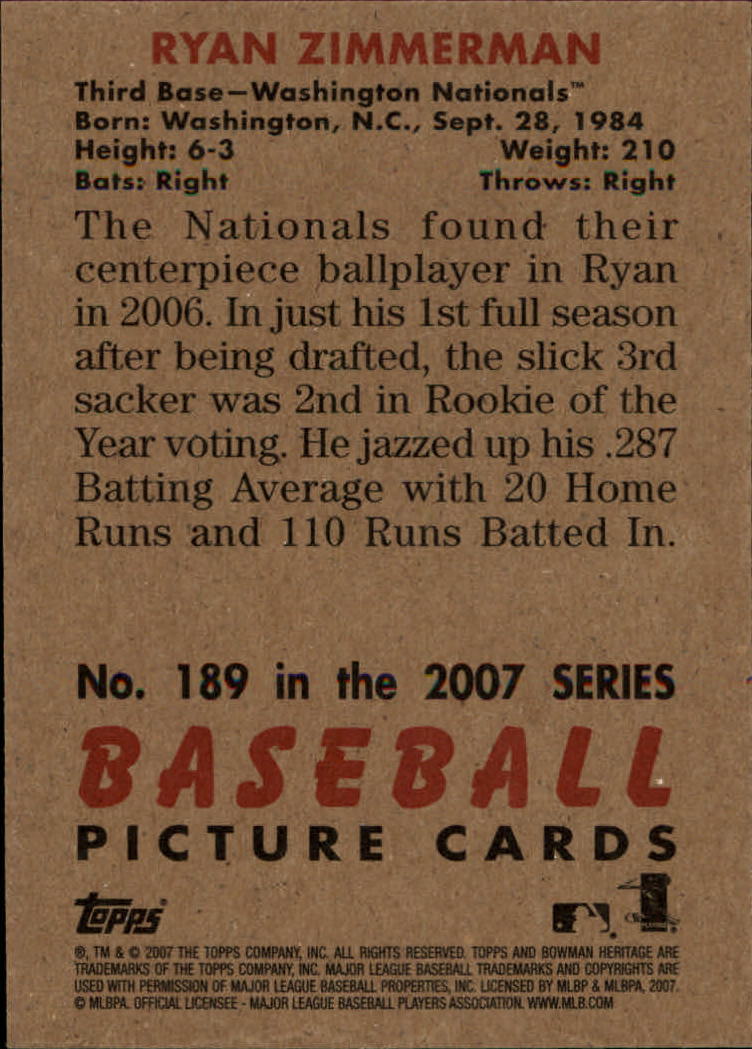 RYAN ZIMMERMAN
Third Base—Washington Nationals™
Born: Washington, N.C., Sept. 28, 1984
Height: 6-3 Weight: 210
Bats: Right Throws: Right
The Nationals found their
centerpiece ballplayer in Ryan
in 2006. In just his 1st full season
after being drafted, the slick 3rd
sacker was 2nd in Rookie of the
Year voting. He jazzed up his .287
Batting Average with 20 Home
Runs and 110 Runs Batted In.
No. 189 in the 2007 SERIES
BASEBALL
PICTURE CARDS
Topps
®, TM & © 2007 THE TOPPS COMPANY, INC. ALL RIGHTS RESERVED. TOPPS AND BOWMAN HERITAGE ARE
TRADEMARKS OF THE TOPPS COMPANY, INC. MAJOR LEAGUE BASEBALL TRADEMARKS AND COPYRIGHTS ARE
USED WITH PERMISSION OF MAJOR LEAGUE BASEBALL PROPERTIES, INC. LICENSED BY MLBP & MLBPA, 2007.
© MLBPA. OFFICIAL LICENSEE - MAJOR LEAGUE BASEBALL PLAYERS ASSOCIATION. WWW.MLB.COM